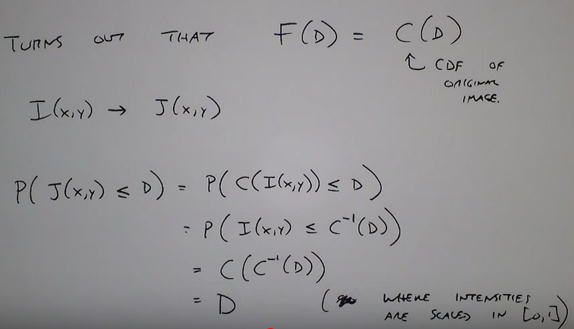 TURNS OUT THAT F(D) = C(D)
↑ CDF OF
ORIGINAL
IMAGE.
I(x,y) → J(x,y)
P( J(x,y) ≤ D) = P( C(I(x,y)) ≤ D)
= P( I(x,y) ≤ C⁻¹(D))
= C(C⁻¹(D))
= D ( WHERE INTENSITIES
ARE SCALED IN [0,1])